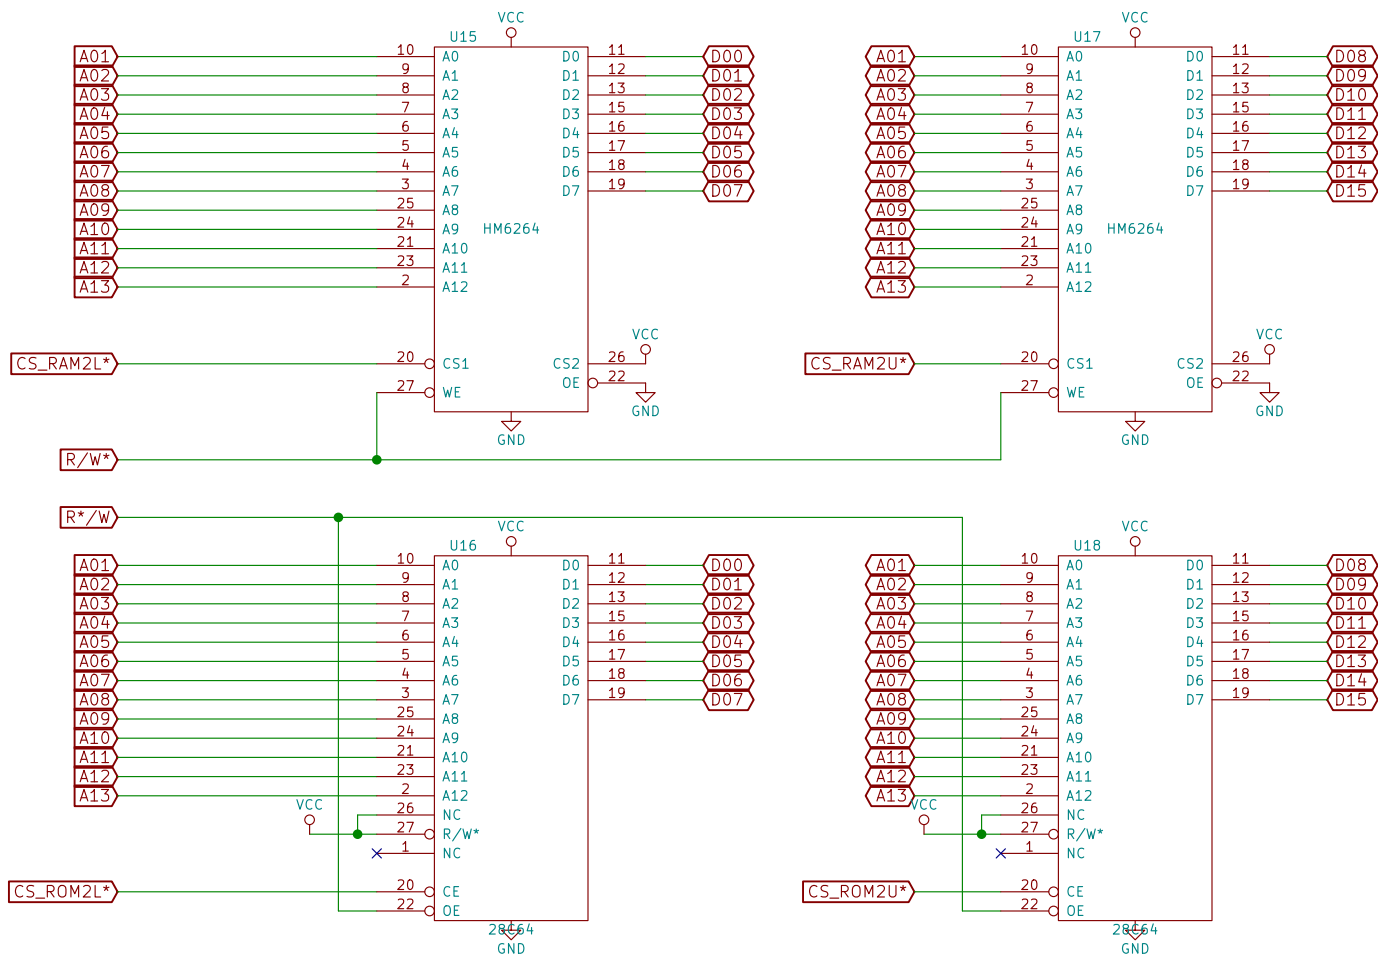 VCC VCC
U15 U17
A01 10 A0 D0 11 D00 A01 10 A0 D0 11 D08
A02 9 A1 D1 12 D01 A02 9 A1 D1 12 D09
A03 8 A2 D2 13 D02 A03 8 A2 D2 13 D10
A04 7 A3 D3 15 D03 A04 7 A3 D3 15 D11
A05 6 A4 D4 16 D04 A05 6 A4 D4 16 D12
A06 5 A5 D5 17 D05 A06 5 A5 D5 17 D13
A07 4 A6 D6 18 D06 A07 4 A6 D6 18 D14
A08 3 A7 D7 19 D07 A08 3 A7 D7 19 D15
A09 25 A8 A09 25 A8
A10 24 A9 HM6264 A10 24 A9 HM6264
A11 21 A10 A11 21 A10
A12 23 A11 A12 23 A11
A13 2 A12 A13 2 A12
VCC VCC
CS_RAM2L* 20 CS1 CS2 26 CS_RAM2U* 20 CS1 CS2 26
OE 22 OE 22
27 WE 27 WE
GND GND
GND GND
R/W*
R*/W
VCC VCC
U16 U18
A01 10 A0 D0 11 D00 A01 10 A0 D0 11 D08
A02 9 A1 D1 12 D01 A02 9 A1 D1 12 D09
A03 8 A2 D2 13 D02 A03 8 A2 D2 13 D10
A04 7 A3 D3 15 D03 A04 7 A3 D3 15 D11
A05 6 A4 D4 16 D04 A05 6 A4 D4 16 D12
A06 5 A5 D5 17 D05 A06 5 A5 D5 17 D13
A07 4 A6 D6 18 D06 A07 4 A6 D6 18 D14
A08 3 A7 D7 19 D07 A08 3 A7 D7 19 D15
A09 25 A8 A09 25 A8
A10 24 A9 A10 24 A9
A11 21 A10 A11 21 A10
A12 23 A11 A12 23 A11
A13 2 A12 A13 2 A12
VCC 26 NC VCC 26 NC
27 R/W* 27 R/W*
1 NC 1 NC
CS_ROM2L* 20 CE CS_ROM2U* 20 CE
22 OE 22 OE
28C64 28C64
GND GND